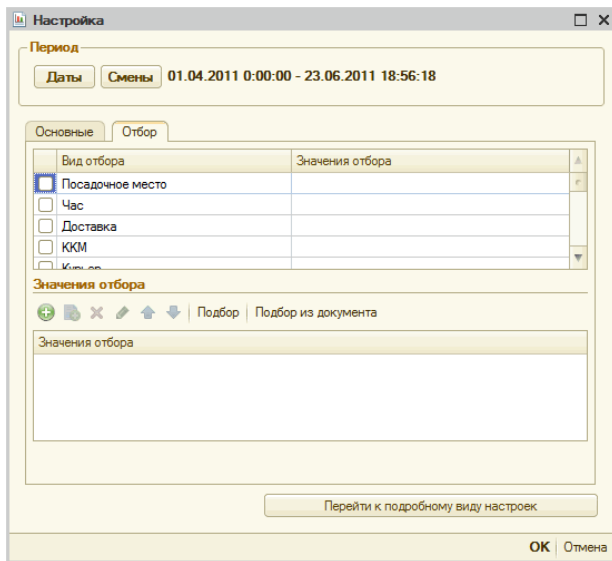 Настройка
Период
Даты Смены 01.04.2011 0:00:00 - 23.06.2011 18:56:18
Основные Отбор
Вид отбора Значения отбора
Посадочное место
Час
Доставка
ККМ
Курьер
Значения отбора
Подбор Подбор из документа
Значения отбора
Перейти к подробному виду настроек
OK Отмена